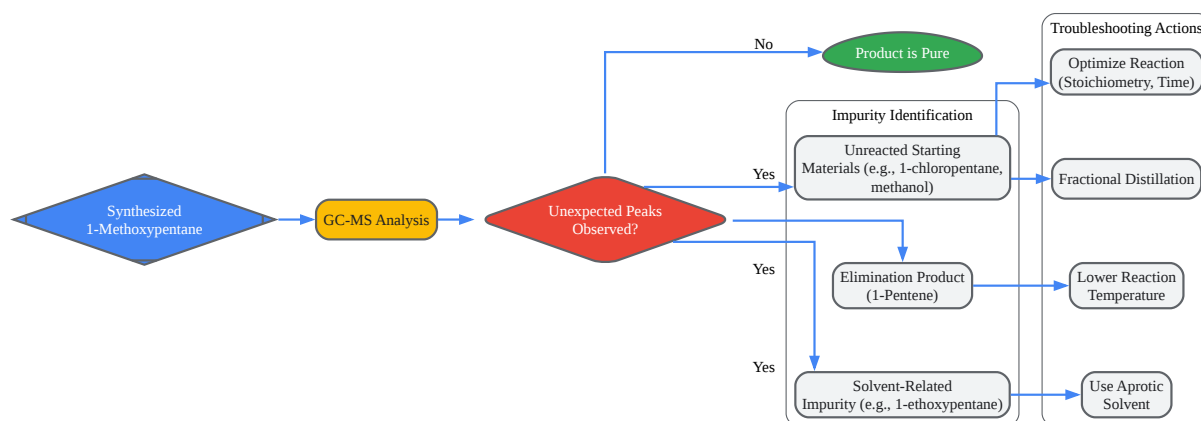 Troubleshooting Actions
No
Product is Pure
Optimize Reaction
(Stoichiometry, Time)
Impurity Identification
Unreacted Starting
Materials (e.g., 1-chloropentane,
methanol)
Yes
Fractional Distillation
Synthesized
1-Methoxypentane
GC-MS Analysis
Unexpected Peaks
Observed?
Yes
Elimination Product
(1-Pentene)
Lower Reaction
Temperature
Yes
Solvent-Related
Impurity (e.g., 1-ethoxypentane)
Use Aprotic
Solvent